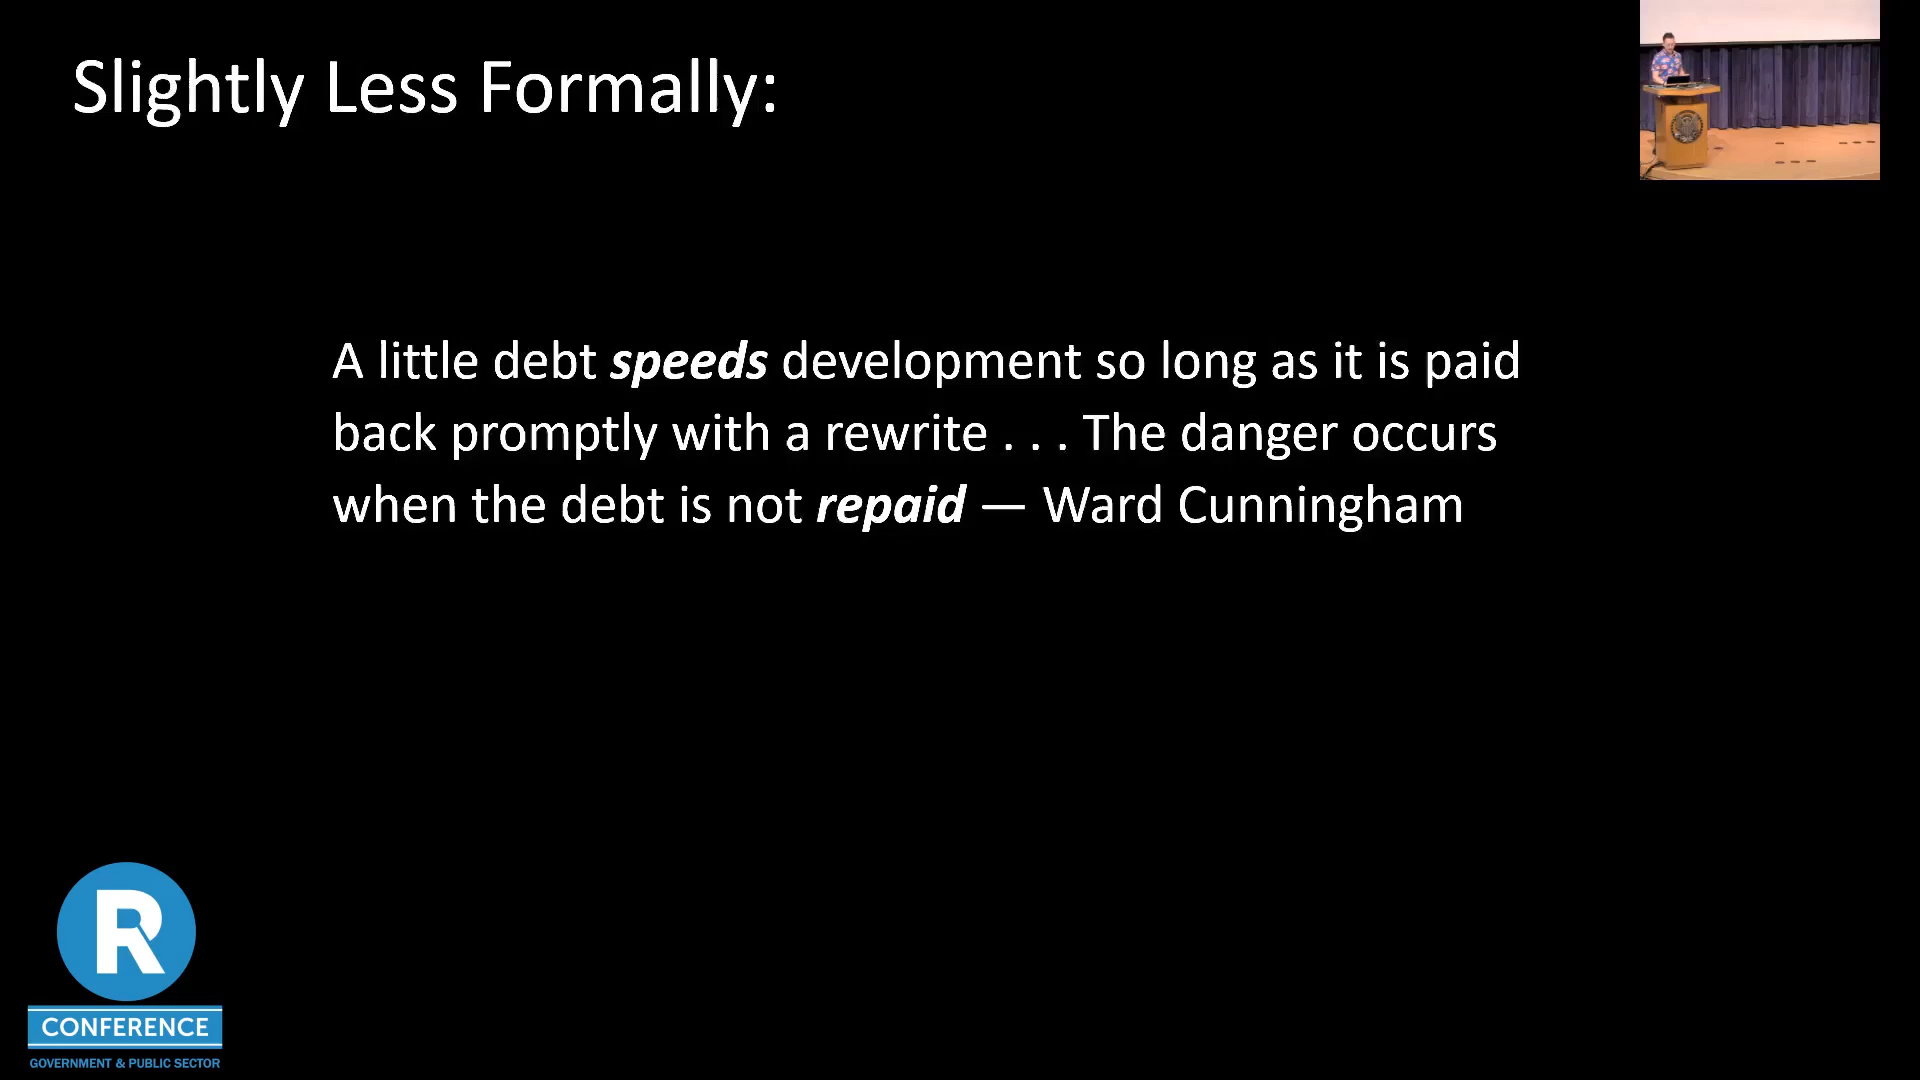 Slightly Less Formally:
A little debt speeds development so long as it is paid
back promptly with a rewrite . . . The danger occurs
when the debt is not repaid — Ward Cunningham
R
CONFERENCE
GOVERNMENT & PUBLIC SECTOR